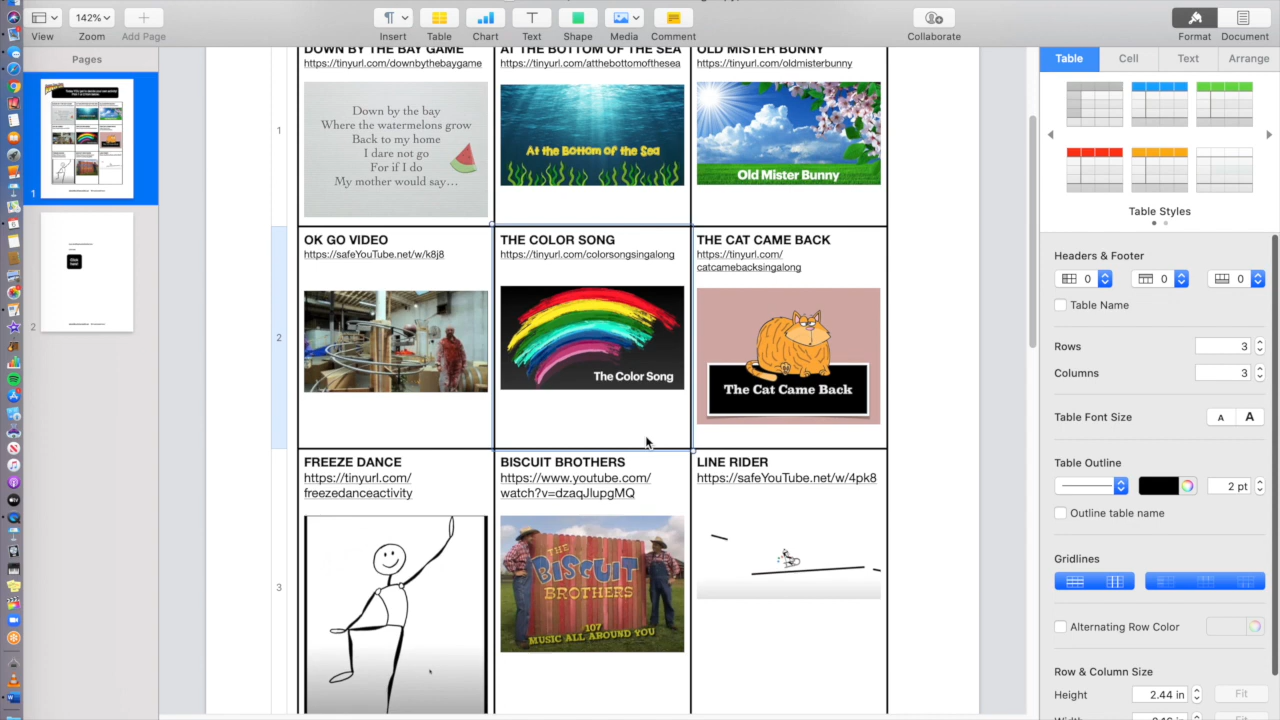 142%
View
Zoom
Add Page
Insert
Table
Chart
Text
Shape
Media
Comment
Collaborate
Format
Document
Pages
1
2
DOWN BY THE BAY GAME
https://tinyurl.com/downbythebaygame
Down by the bay
Where the watermelons grow
Back to my home
I dare not go
For if I do
My mother would say…
AT THE BOTTOM OF THE SEA
https://tinyurl.com/atthebottomofthesea
At the Bottom of the Sea
OLD MISTER BUNNY
https://tinyurl.com/oldmisterbunny
Old Mister Bunny
1
OK GO VIDEO
https://safeYouTube.net/w/k8j8
THE COLOR SONG
https://tinyurl.com/colorsongsingalong
The Color Song
THE CAT CAME BACK
https://tinyurl.com/
catcamebacksingalong
The Cat Came Back
2
FREEZE DANCE
https://tinyurl.com/
freezedanceactivity
BISCUIT BROTHERS
https://www.youtube.com/
watch?v=dzaqJlupgMQ
THE
BISCUIT
BROTHERS
107
MUSIC ALL AROUND YOU
LINE RIDER
https://safeYouTube.net/w/4pk8
3
Table
Cell
Text
Arrange
Table Styles
Headers & Footer
0
0
0
Table Name
Rows
3
Columns
3
Table Font Size
A
A
Table Outline
2 pt
Outline table name
Gridlines
Alternating Row Color
Row & Column Size
Height
2.44 in
Fit